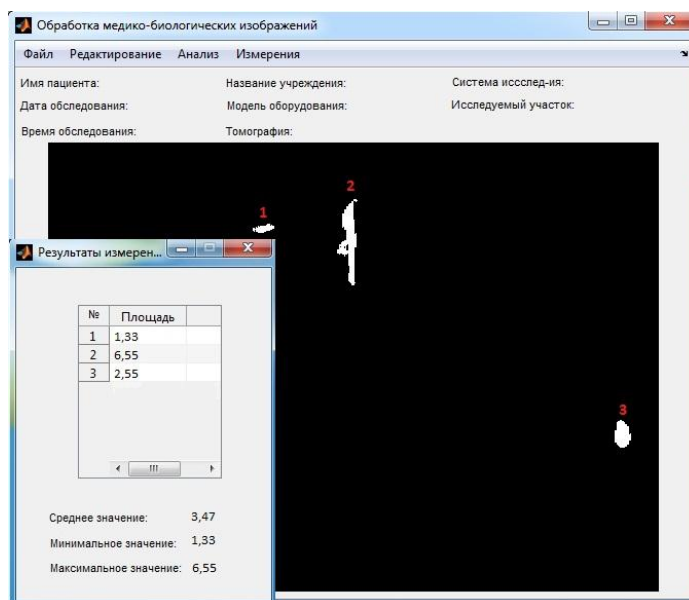 Обработка медико-биологических изображений
Файл Редактирование Анализ Измерения
Имя пациента: Название учреждения: Система иссслед-ия:
Дата обследования: Модель оборудования: Исследуемый участок:
Время обследования: Томография:
2
1
Результаты измерен...
№ Площадь
1 1,33
2 6,55
3 2,55
3
Среднее значение: 3,47
Минимальное значение: 1,33
Максимальное значение: 6,55